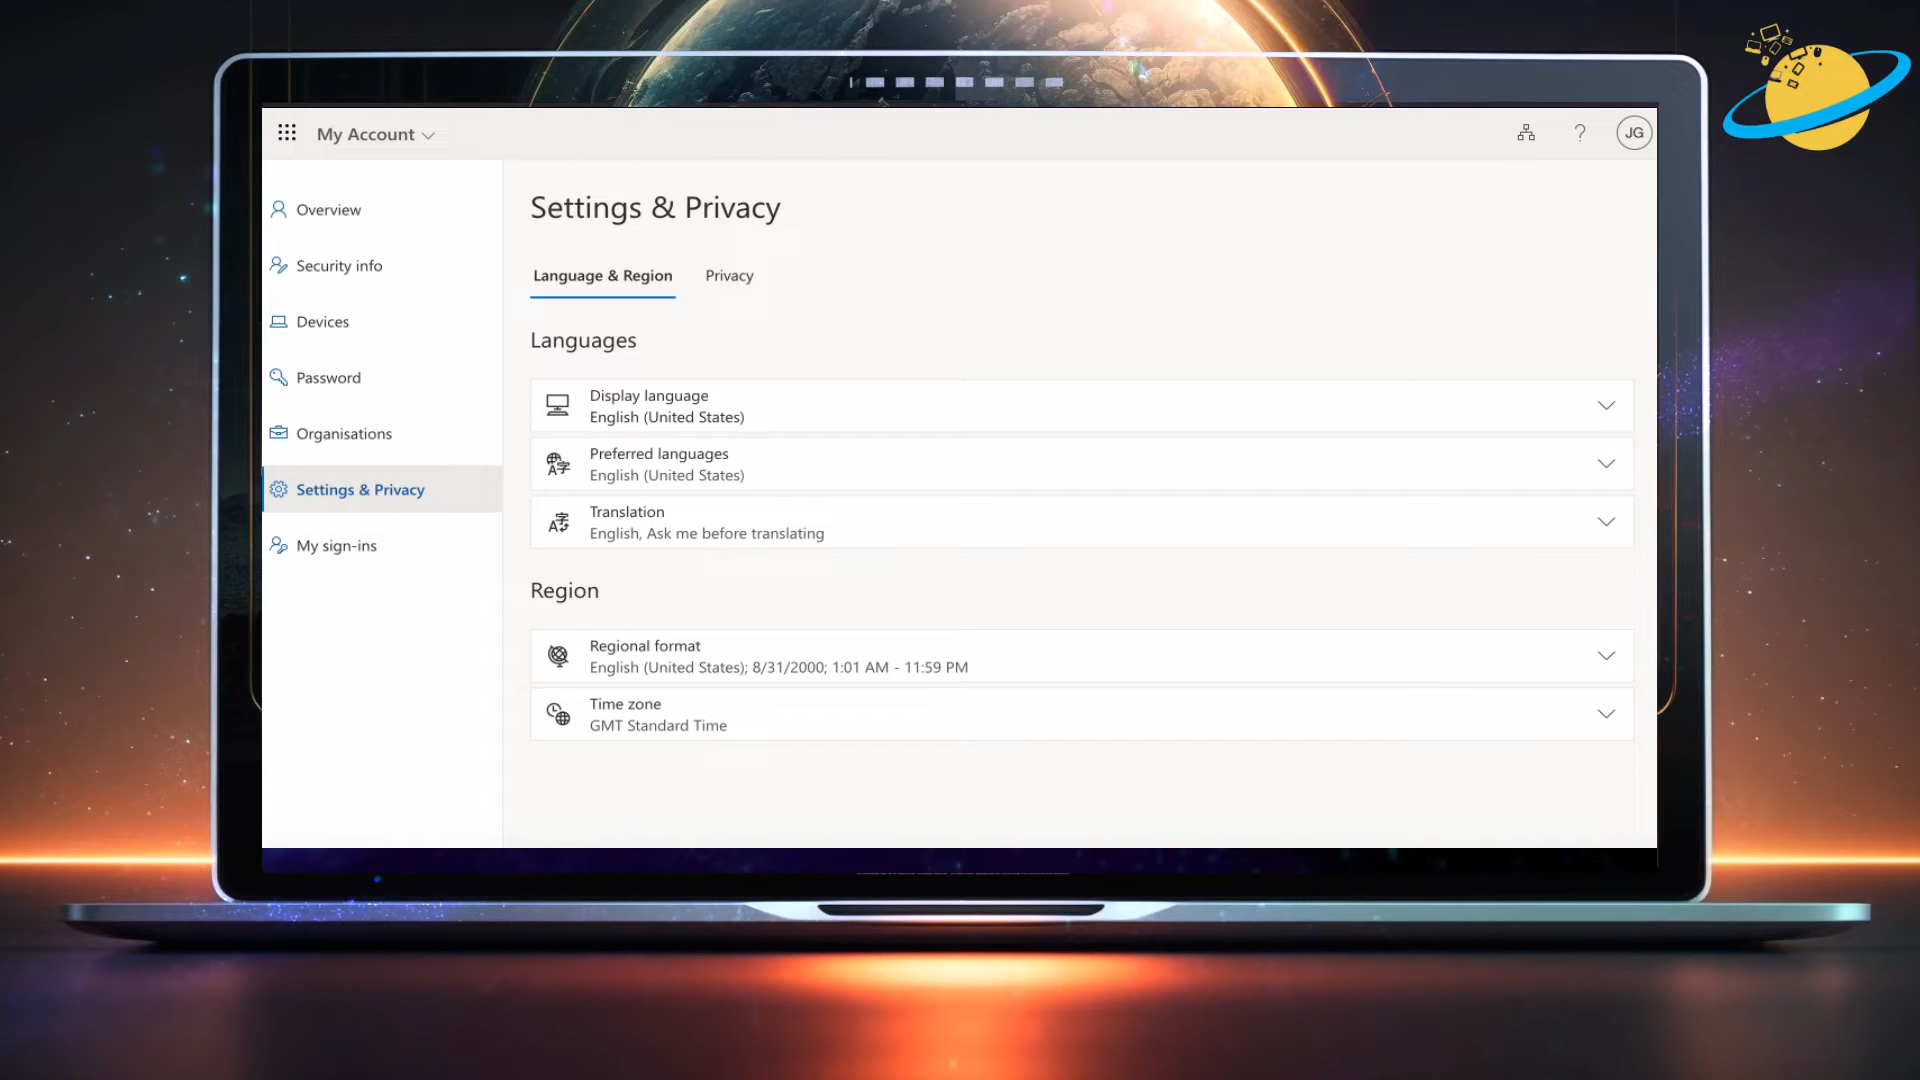 My Account
?
JG
Overview
Security info
Devices
Password
Organisations
Settings & Privacy
My sign-ins
Settings & Privacy
Language & Region
Privacy
Languages
Display language
English (United States)
Preferred languages
English (United States)
Translation
English, Ask me before translating
Region
Regional format
English (United States); 8/31/2000; 1:01 AM - 11:59 PM
Time zone
GMT Standard Time